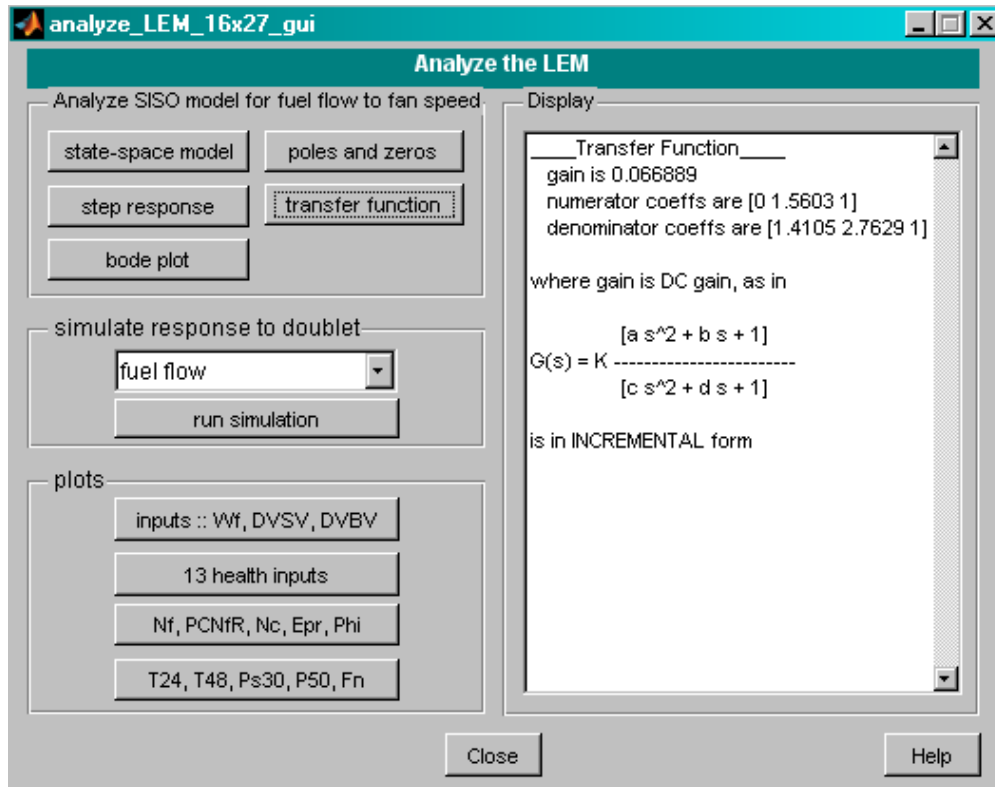 analyze_LEM_16x27_gui
Analyze the LEM
Analyze SISO model for fuel flow to fan speed
state-space model
poles and zeros
step response
transfer function
bode plot
simulate response to doublet
fuel flow
run simulation
plots
inputs :: Wf, DVSV, DVBV
13 health inputs
Nf, PCNfR, Nc, Epr, Phi
T24, T48, Ps30, P50, Fn
Display
____Transfer Function____
gain is 0.066889
numerator coeffs are [0 1.5603 1]
denominator coeffs are [1.4105 2.7629 1]
where gain is DC gain, as in
[a s^2 + b s + 1]
G(s) = K -------------------------
[c s^2 + d s + 1]
is in INCREMENTAL form
Close
Help